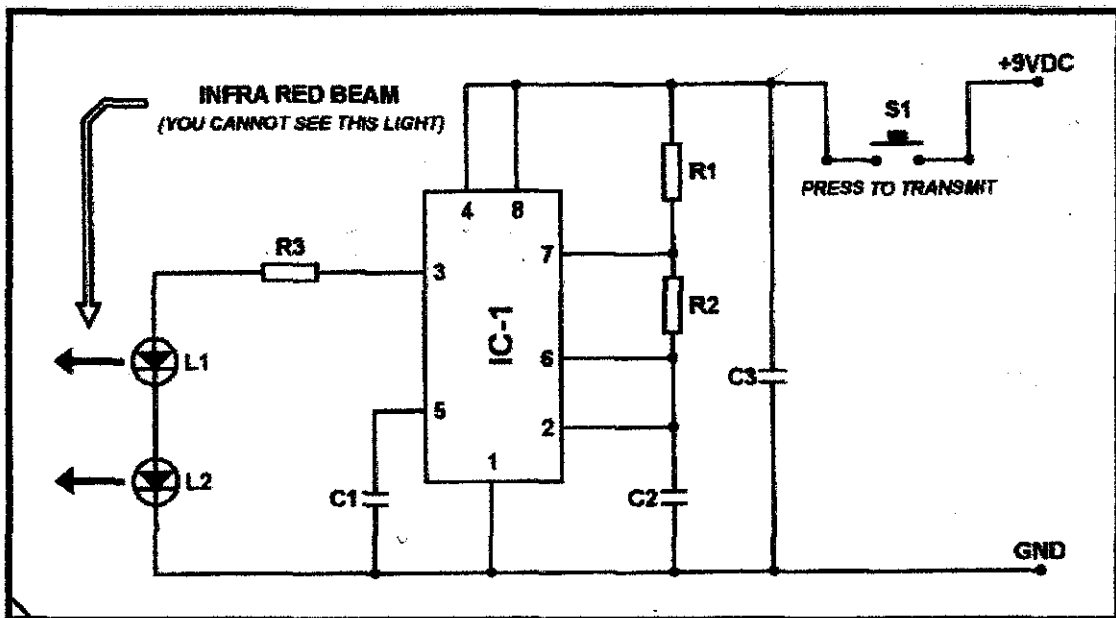 +9VDC
INFRA RED BEAM
(YOU CANNOT SEE THIS LIGHT)
S1
PRESS TO TRANSMIT
R1
4 8
R3
3
7
R2
IC-1
L1
6
C3
5
2
L2
1
C1
C2
GND